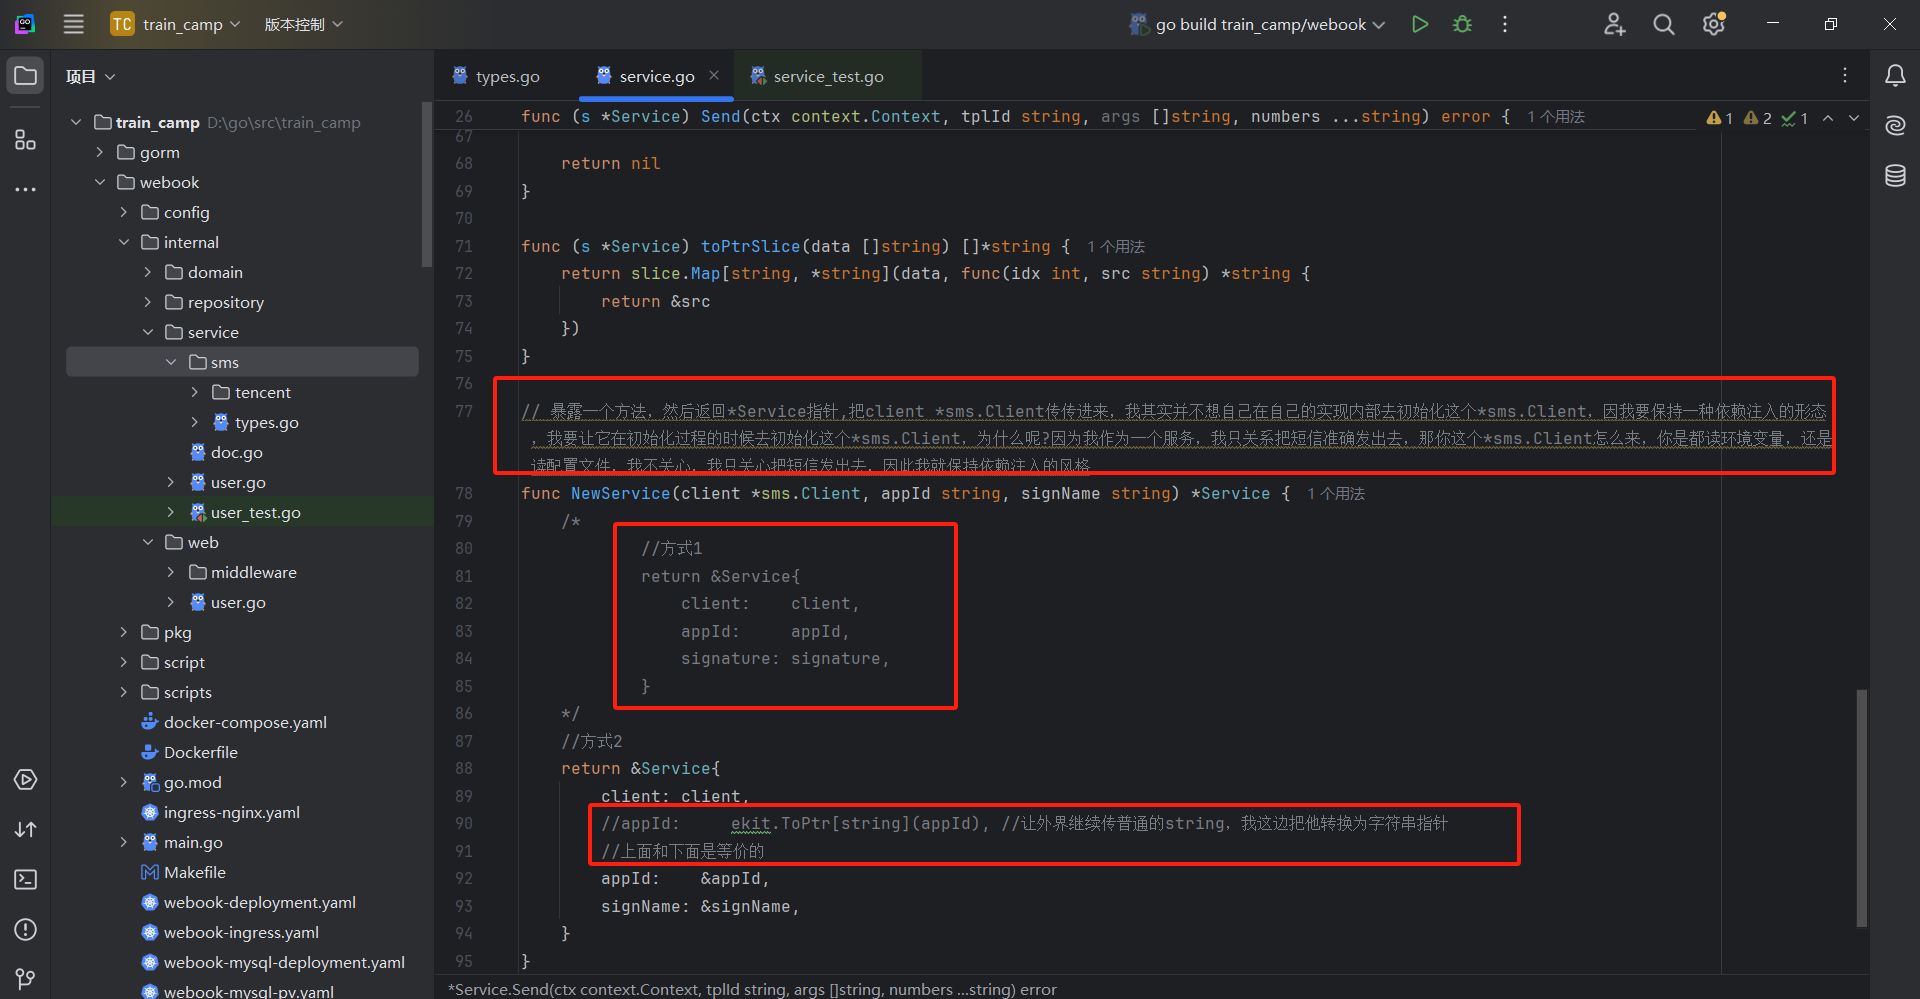 TC train_camp 版本控制 go build train_camp/webook
项目
types.go service.go service_test.go
train_camp D:\go\src\train_camp
gorm
webook
config
internal
domain
repository
service
sms
tencent
types.go
doc.go
user.go
user_test.go
web
middleware
user.go
pkg
script
scripts
docker-compose.yaml
Dockerfile
go.mod
ingress-nginx.yaml
main.go
Makefile
webook-deployment.yaml
webook-ingress.yaml
webook-mysql-deployment.yaml
webook-mysql-pv.yaml
26 func (s *Service) Send(ctx context.Context, tplId string, args []string, numbers ...string) error { 1 个用法 1 2 1
67
68 return nil
69 }
70
71 func (s *Service) toPtrSlice(data []string) []*string { 1 个用法
72 return slice.Map[string, *string](data, func(idx int, src string) *string {
73 return &src
74 })
75 }
76
77 // 暴露一个方法，然后返回*Service指针,把client *sms.Client传传进来，我其实并不想自己在自己的实现内部去初始化这个*sms.Client，因我要保持一种依赖注入的形态
，我要让它在初始化过程的时候去初始化这个*sms.Client，为什么呢?因为我作为一个服务，我只关系把短信准确发出去，那你这个*sms.Client怎么来，你是都读环境变量，还是
读配置文件，我不关心，我只关心把短信发出去，因此我就保持依赖注入的风格
78 func NewService(client *sms.Client, appId string, signName string) *Service { 1 个用法
79 /*
80 //方式1
81 return &Service{
82 client: client,
83 appId: appId,
84 signature: signature,
85 }
86 */
87 //方式2
88 return &Service{
89 client: client,
90 //appId: ekit.ToPtr[string](appId), //让外界继续传普通的string，我这边把他转换为字符串指针
91 //上面和下面是等价的
92 appId: &appId,
93 signName: &signName,
94 }
95 }
*Service.Send(ctx context.Context, tplId string, args []string, numbers ...string) error